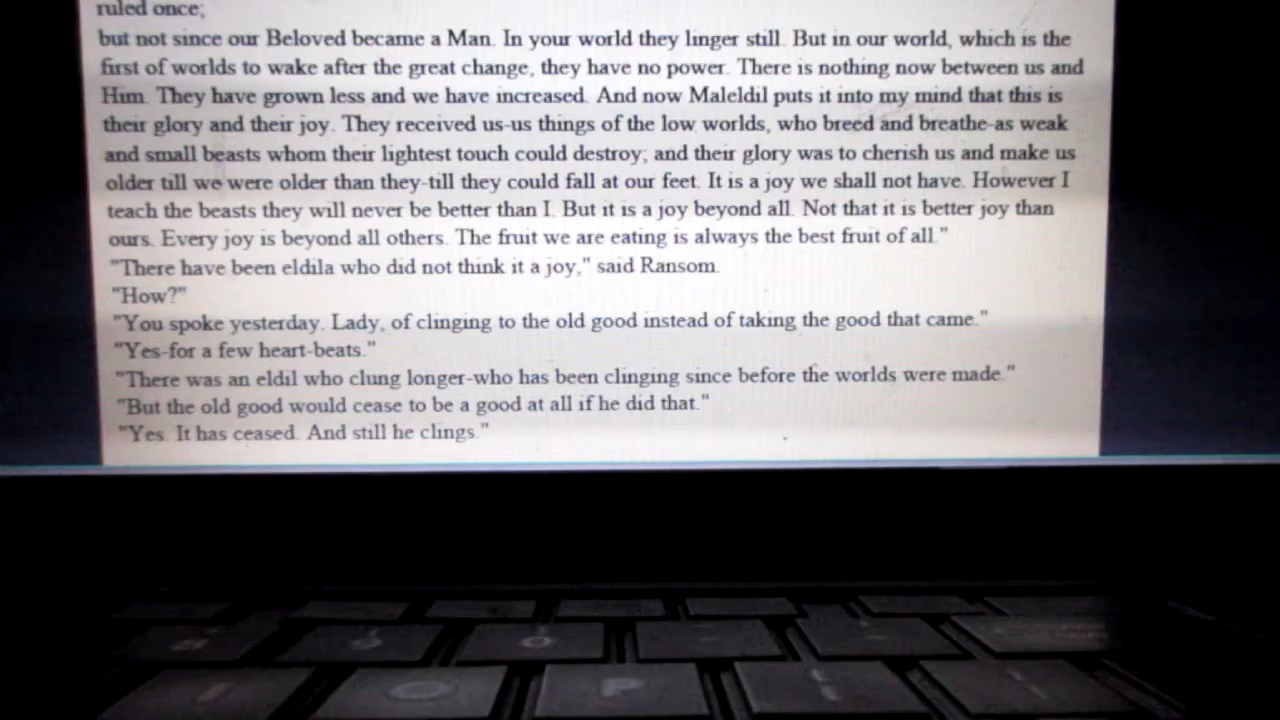 ruled once;
but not since our Beloved became a Man. In your world they linger still. But in our world, which is the
first of worlds to wake after the great change, they have no power. There is nothing now between us and
Him. They have grown less and we have increased. And now Maleldil puts it into my mind that this is
their glory and their joy. They received us-us things of the low worlds, who breed and breathe-as weak
and small beasts whom their lightest touch could destroy; and their glory was to cherish us and make us
older till we were older than they-till they could fall at our feet. It is a joy we shall not have. However I
teach the beasts they will never be better than I. But it is a joy beyond all. Not that it is better joy than
ours. Every joy is beyond all others. The fruit we are eating is always the best fruit of all."
"There have been eldila who did not think it a joy," said Ransom.
"How?"
"You spoke yesterday. Lady, of clinging to the old good instead of taking the good that came."
"Yes-for a few heart-beats."
"There was an eldil who clung longer-who has been clinging since before the worlds were made."
"But the old good would cease to be a good at all if he did that."
"Yes. It has ceased. And still he clings."
O
P